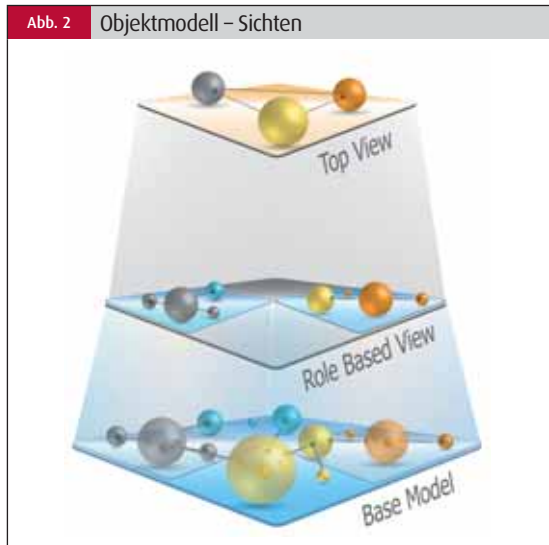 Abb. 2 Objektmodell – Sichten
Top View
Role Based View
Base Model